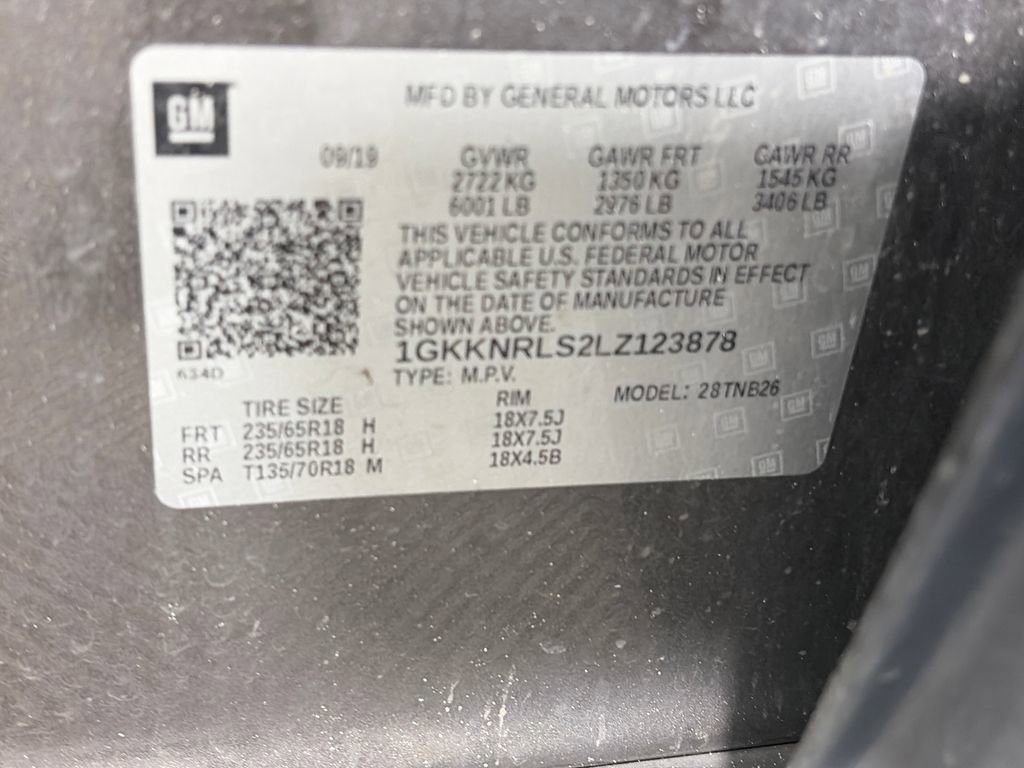 GM
MFD BY GENERAL MOTORS LLC
09/19 GVWR GAWR FRT GAWR RR
2722 KG 1350 KG 1545 KG
6001 LB 2976 LB 3406 LB
THIS VEHICLE CONFORMS TO ALL
APPLICABLE U.S. FEDERAL MOTOR
VEHICLE SAFETY STANDARDS IN EFFECT
ON THE DATE OF MANUFACTURE
SHOWN ABOVE.
1GKKNRLS2LZ123878
634D
TYPE: M.P.V.
MODEL: 28TNB26
TIRE SIZE RIM
FRT 235/65R18 H 18X7.5J
RR 235/65R18 H 18X7.5J
SPA T135/70R18 M 18X4.5B